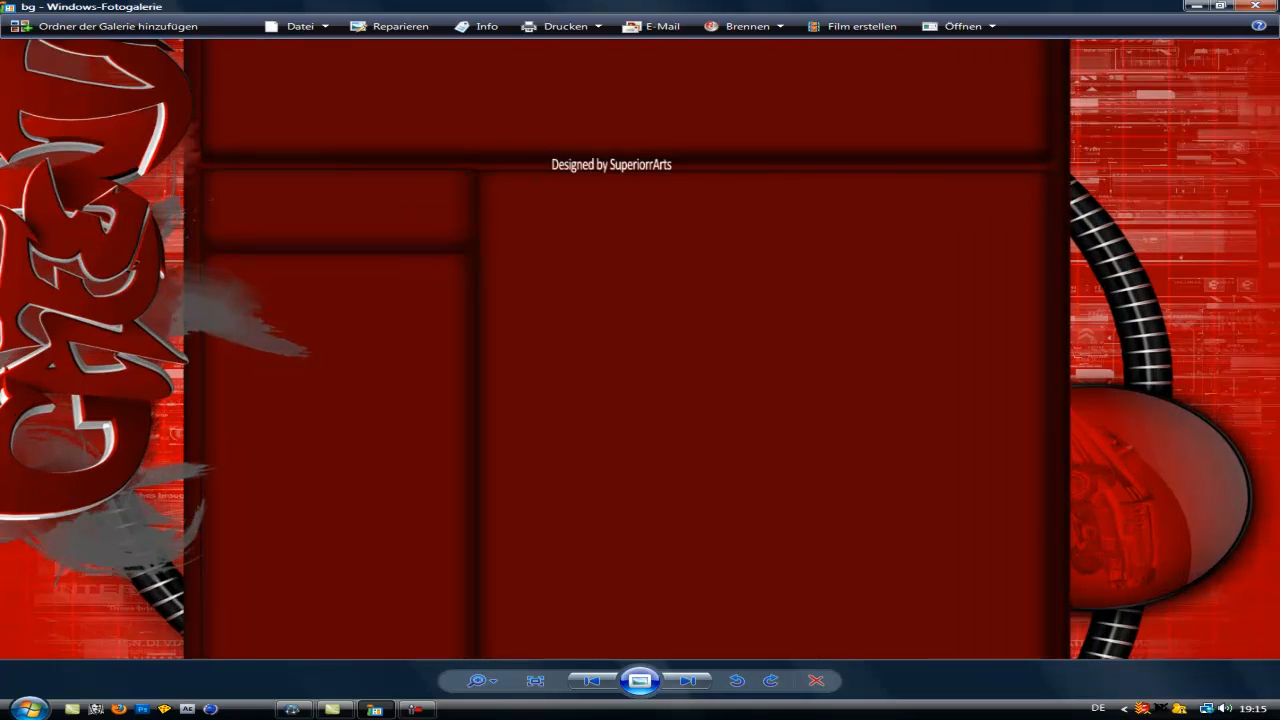 bg - Windows-Fotogalerie
Ordner der Galerie hinzufügen Datei Reparieren Info Drucken E-Mail Brennen Film erstellen Öffnen
Designed by SuperiorrArts
DE 19:15